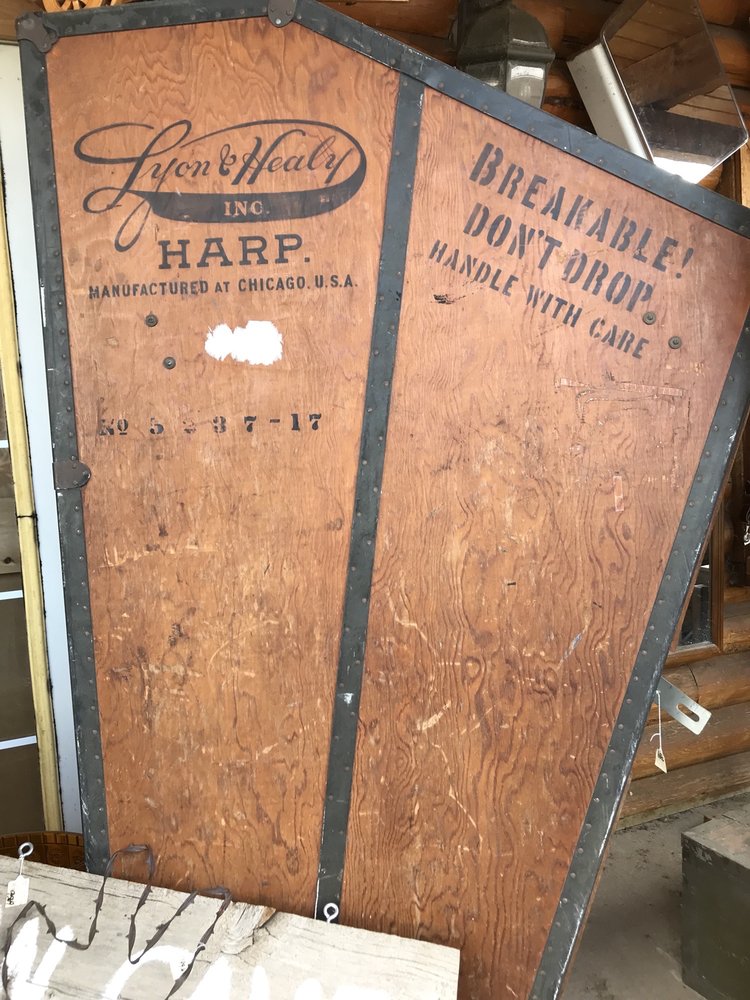 Lyon & Healy
INC.
HARP.
MANUFACTURED AT CHICAGO, U.S.A.
BREAKABLE!
DON'T DROP
HANDLE WITH CARE